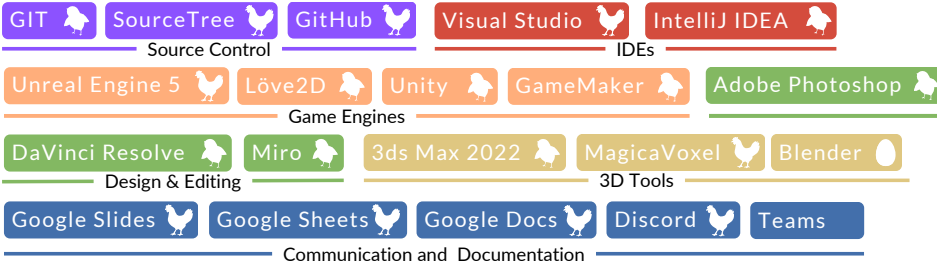 GIT SourceTree GitHub Visual Studio IntelliJ IDEA
Source Control IDEs
Unreal Engine 5 Löve2D Unity GameMaker Adobe Photoshop
Game Engines
DaVinci Resolve Miro 3ds Max 2022 MagicaVoxel Blender
Design & Editing 3D Tools
Google Slides Google Sheets Google Docs Discord Teams
Communication and Documentation